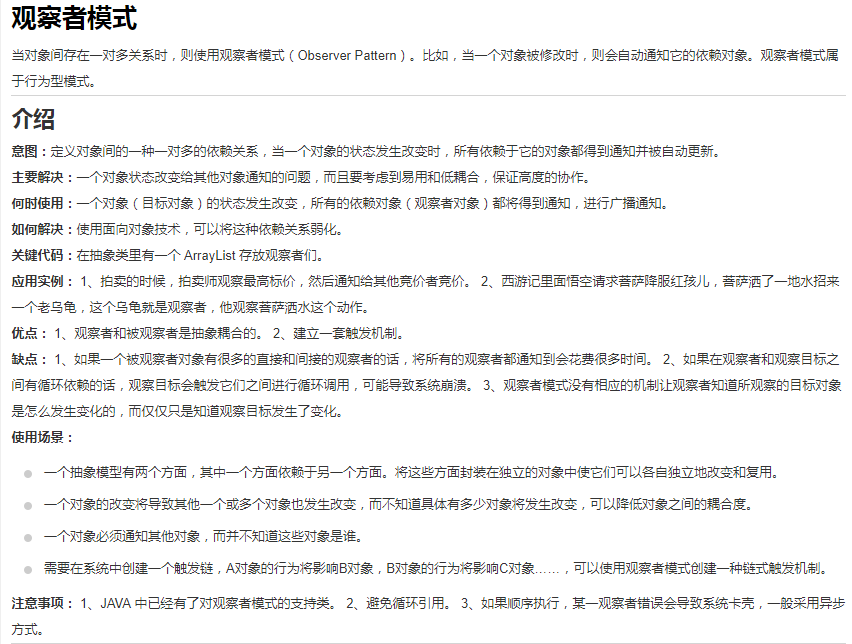 观察者模式
当对象间存在一对多关系时，则使用观察者模式（Observer Pattern）。比如，当一个对象被修改时，则会自动通知它的依赖对象。观察者模式属
于行为型模式。
介绍
意图：定义对象间的一种一对多的依赖关系，当一个对象的状态发生改变时，所有依赖于它的对象都得到通知并被自动更新。
主要解决：一个对象状态改变给其他对象通知的问题，而且要考虑到易用和低耦合，保证高度的协作。
何时使用：一个对象（目标对象）的状态发生改变，所有的依赖对象（观察者对象）都将得到通知，进行广播通知。
如何解决：使用面向对象技术，可以将这种依赖关系弱化。
关键代码：在抽象类里有一个 ArrayList 存放观察者们。
应用实例： 1、拍卖的时候，拍卖师观察最高标价，然后通知给其他竞价者竞价。 2、西游记里面悟空请求菩萨降服红孩儿，菩萨洒了一地水招来
一个老乌龟，这个乌龟就是观察者，他观察菩萨洒水这个动作。
优点： 1、观察者和被观察者是抽象耦合的。 2、建立一套触发机制。
缺点： 1、如果一个被观察者对象有很多的直接和间接的观察者的话，将所有的观察者都通知到会花费很多时间。 2、如果在观察者和观察目标之
间有循环依赖的话，观察目标会触发它们之间进行循环调用，可能导致系统崩溃。 3、观察者模式没有相应的机制让观察者知道所观察的目标对象
是怎么发生变化的，而仅仅只是知道观察目标发生了变化。
使用场景：
一个抽象模型有两个方面，其中一个方面依赖于另一个方面。将这些方面封装在独立的对象中使它们可以各自独立地改变和复用。
一个对象的改变将导致其他一个或多个对象也发生改变，而不知道具体有多少对象将发生改变，可以降低对象之间的耦合度。
一个对象必须通知其他对象，而并不知道这些对象是谁。
需要在系统中创建一个触发链，A对象的行为将影响B对象，B对象的行为将影响C对象……，可以使用观察者模式创建一种链式触发机制。
注意事项： 1、JAVA 中已经有了对观察者模式的支持类。 2、避免循环引用。 3、如果顺序执行，某一观察者错误会导致系统卡壳，一般采用异步
方式。